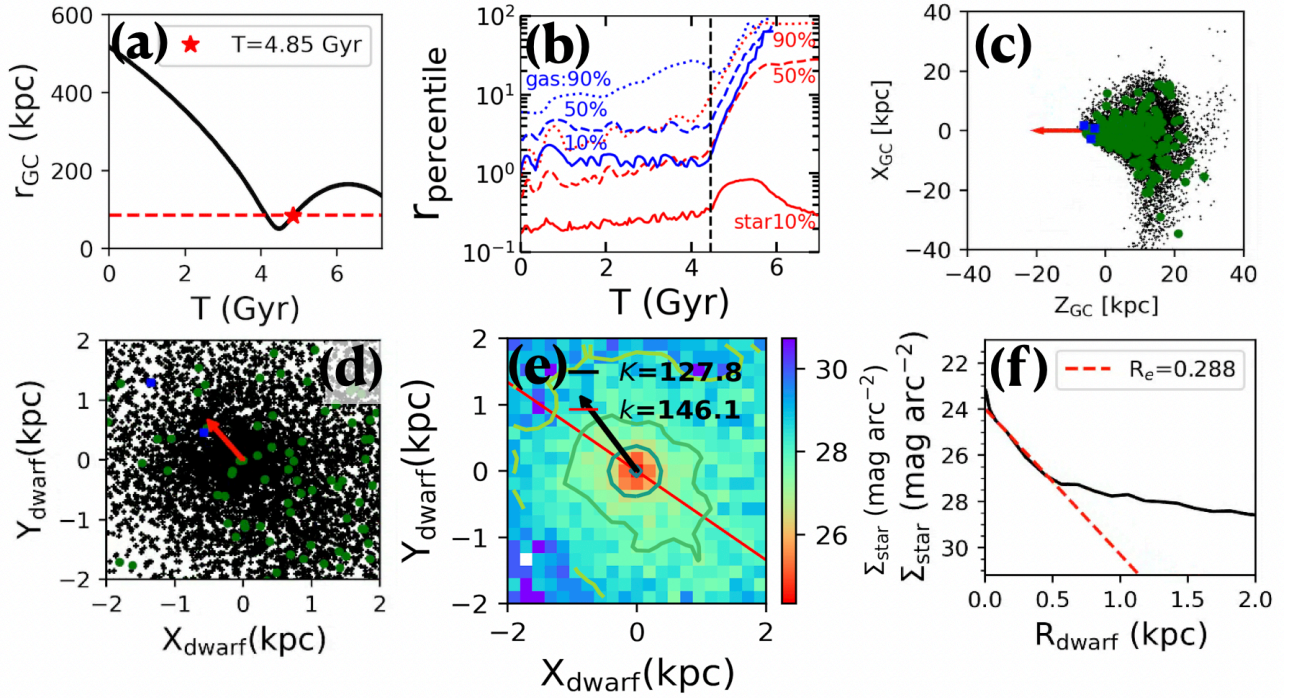 (a)
T=4.85 Gyr
r_GC (kpc)
600
400
200
0
0 2 4 6
T (Gyr)
(b)
gas:90%
50%
10%
90%
50%
star10%
r_percentile
10^2
10^1
10^0
10^−1
0 2 4 6
T (Gyr)
(c)
X_GC [kpc]
40
20
0
−20
−40
−40 −20 0 20 40
Z_GC [kpc]
(d)
Y_dwarf(kpc)
2
1
0
−1
−2
−2 −1 0 1 2
X_dwarf(kpc)
(e)
K=127.8
k=146.1
Y_dwarf(kpc)
2
1
0
−1
−2
−2 0 2
X_dwarf(kpc)
30
28
26
Σ_star (mag arc^−2)
Σ_star (mag arc^−2)
(f)
R_e=0.288
22
24
26
28
30
0.0 0.5 1.0 1.5 2.0
R_dwarf (kpc)